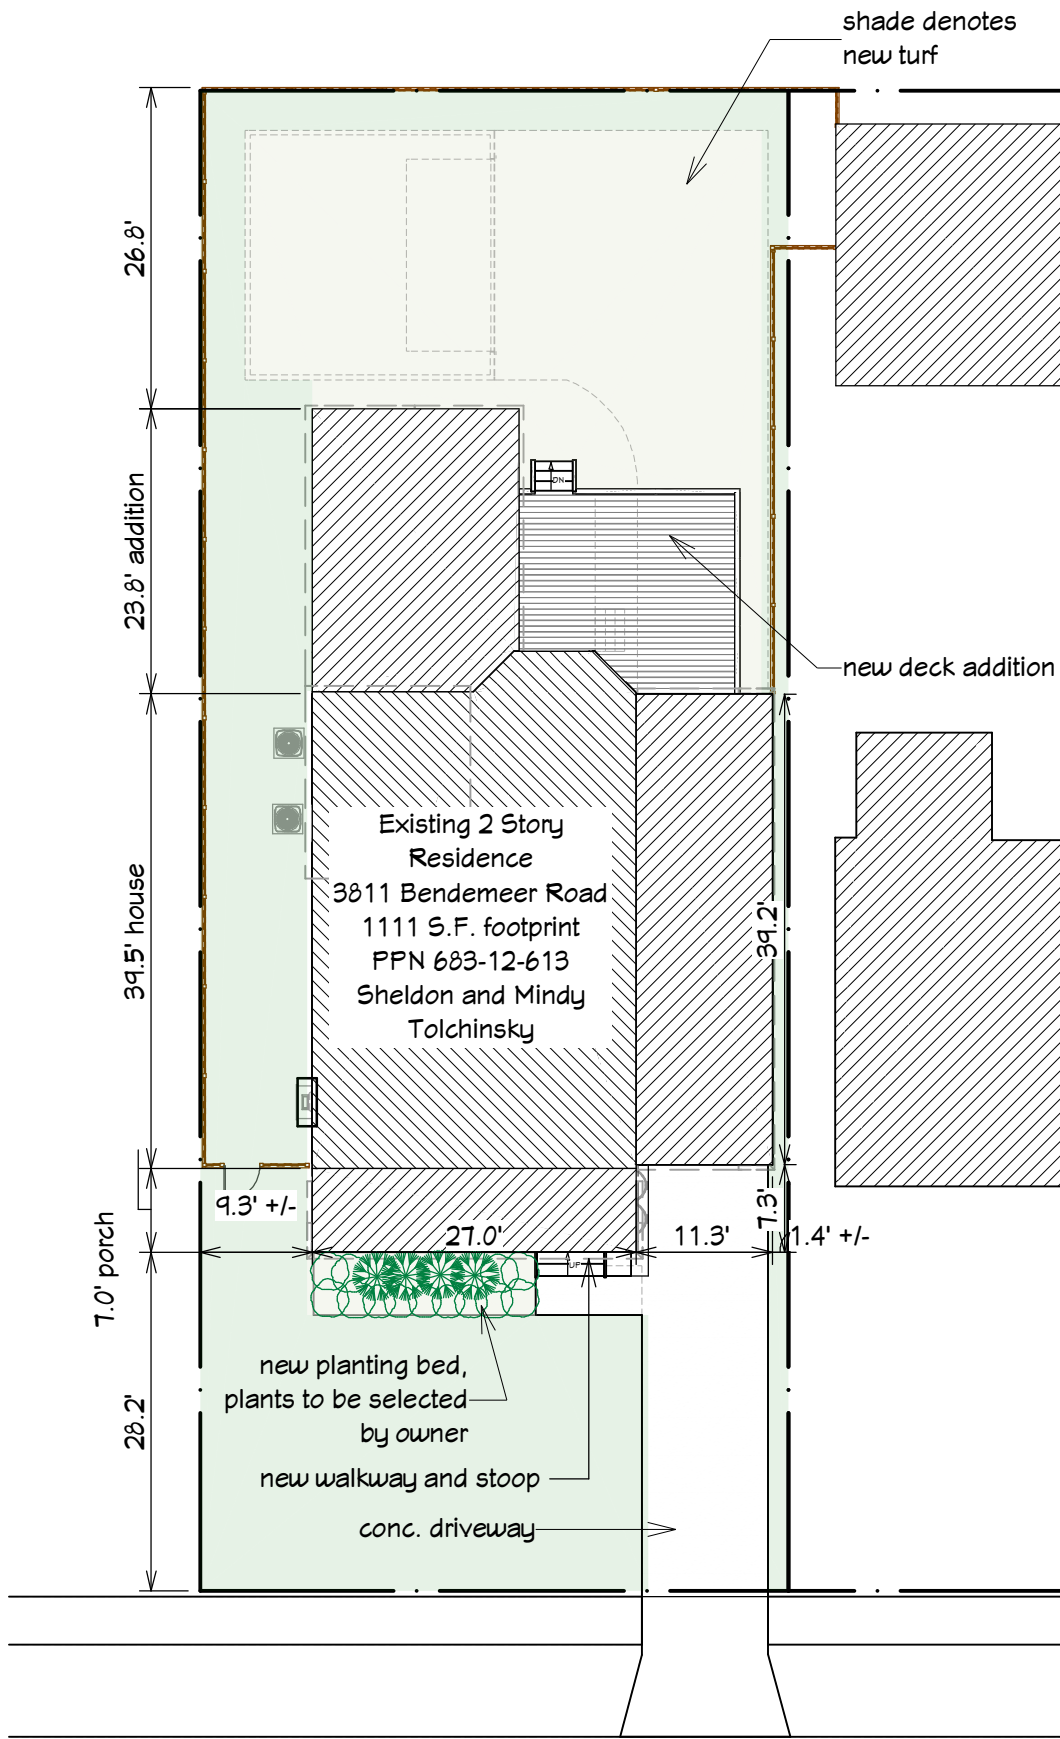 shade denotes
new turf
26.8'
23.8' addition
DN
new deck addition
39.5' house
Existing 2 Story
Residence
3811 Bendemeer Road
1111 S.F. footprint
PPN 683-12-613
Sheldon and Mindy
Tolchinsky
39.2'
9.3' +/-
27.0'
11.3'
7.3'
1.4' +/-
7.0' porch
UP
28.2'
new planting bed,
plants to be selected
by owner
new walkway and stoop
conc. driveway